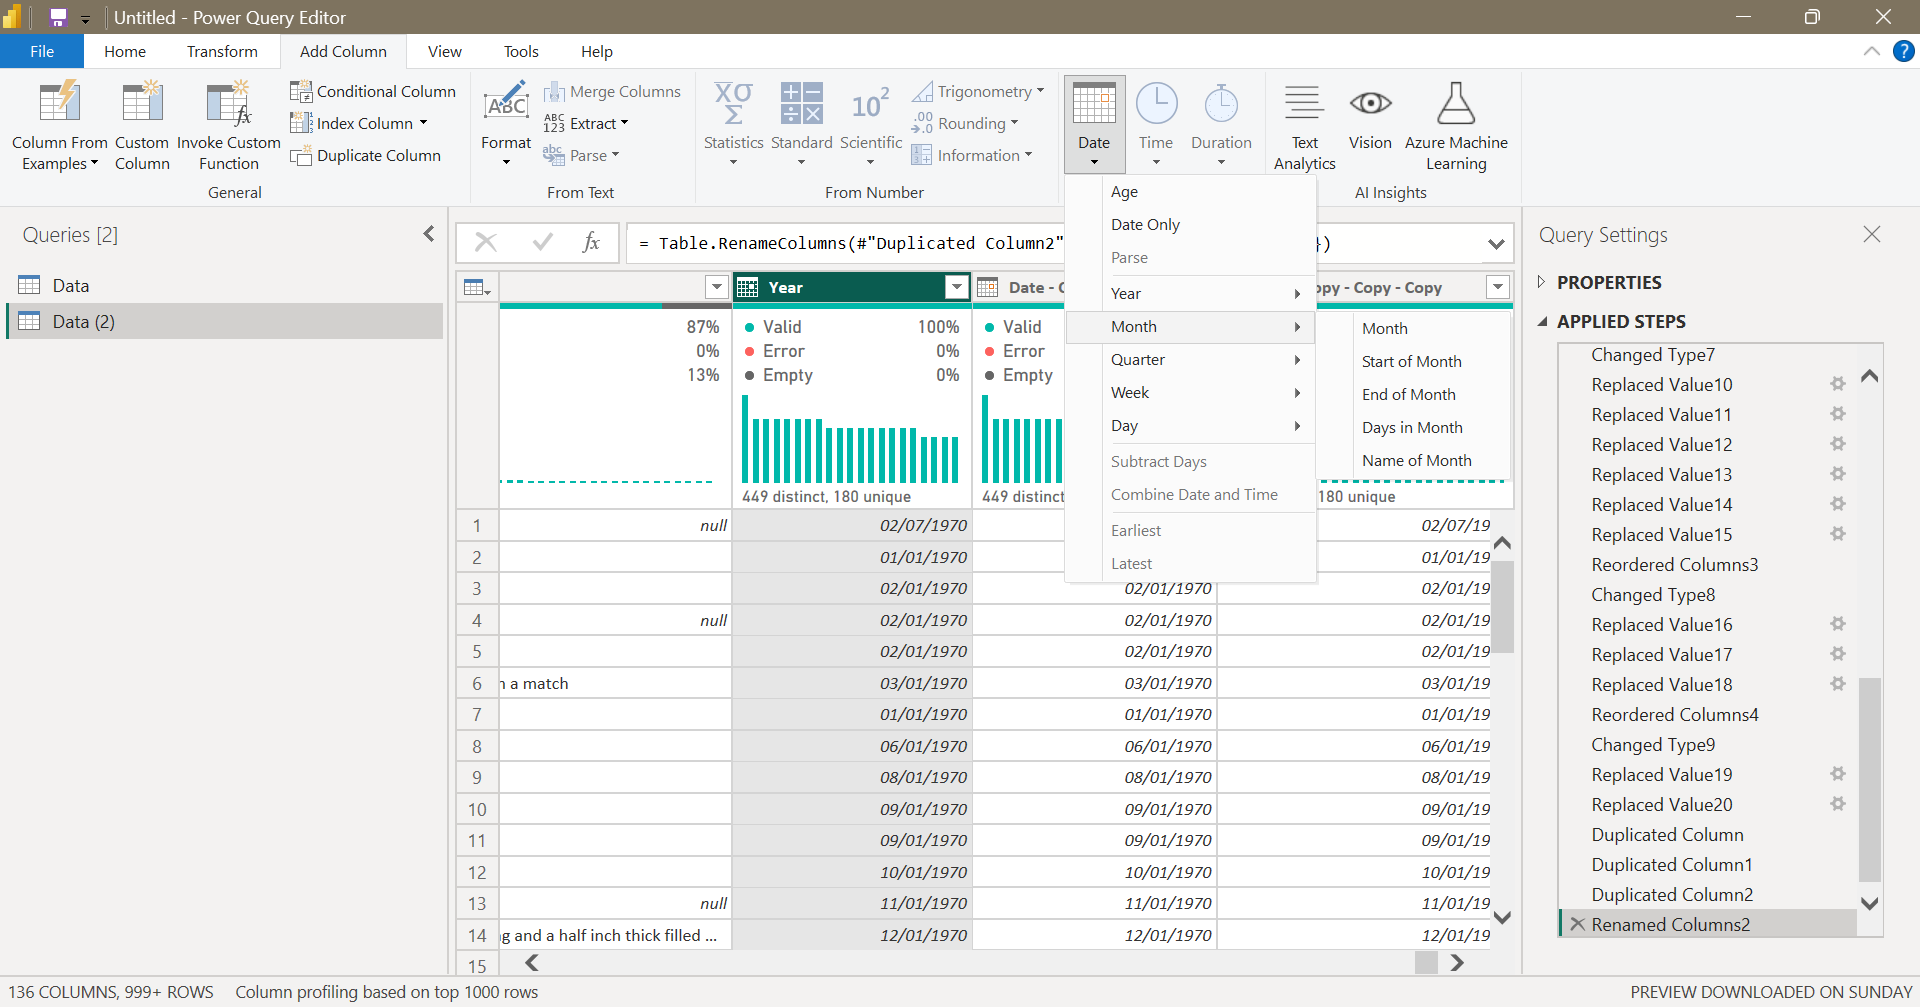 Untitled - Power Query Editor
File
Home
Transform
Add Column
View
Tools
Help
Column From Examples
Custom Column
Invoke Custom Function
Conditional Column
Index Column
Duplicate Column
General
Format
Merge Columns
Extract
Parse
From Text
Statistics
Standard
Scientific
Trigonometry
Rounding
Information
From Number
Date
Time
Duration
Text Analytics
Vision
Azure Machine Learning
AI Insights
Age
Date Only
Parse
Year
Month
Quarter
Week
Day
Subtract Days
Combine Date and Time
Earliest
Latest
Month
Start of Month
End of Month
Days in Month
Name of Month
Queries [2]
Data
Data (2)
fx
= Table.RenameColumns(#"Duplicated Column2"
})
Year
Date - C
opy - Copy - Copy
87%
0%
13%
Valid 100%
Error 0%
Empty 0%
449 distinct, 180 unique
Valid
Error
Empty
449 distinct
180 unique
1 null 02/07/1970 02/07/19
2 01/01/1970 01/01/19
3 02/01/1970 02/01/1970 02/01/19
4 null 02/01/1970 02/01/1970 02/01/19
5 02/01/1970 02/01/1970 02/01/19
6 n a match 03/01/1970 03/01/1970 03/01/19
7 01/01/1970 01/01/1970 01/01/19
8 06/01/1970 06/01/1970 06/01/19
9 08/01/1970 08/01/1970 08/01/19
10 09/01/1970 09/01/1970 09/01/19
11 09/01/1970 09/01/1970 09/01/19
12 10/01/1970 10/01/1970 10/01/19
13 null 11/01/1970 11/01/1970 11/01/19
14 g and a half inch thick filled ... 12/01/1970 12/01/1970 12/01/19
15
Query Settings
PROPERTIES
APPLIED STEPS
Changed Type7
Replaced Value10
Replaced Value11
Replaced Value12
Replaced Value13
Replaced Value14
Replaced Value15
Reordered Columns3
Changed Type8
Replaced Value16
Replaced Value17
Replaced Value18
Reordered Columns4
Changed Type9
Replaced Value19
Replaced Value20
Duplicated Column
Duplicated Column1
Duplicated Column2
Renamed Columns2
136 COLUMNS, 999+ ROWS
Column profiling based on top 1000 rows
PREVIEW DOWNLOADED ON SUNDAY